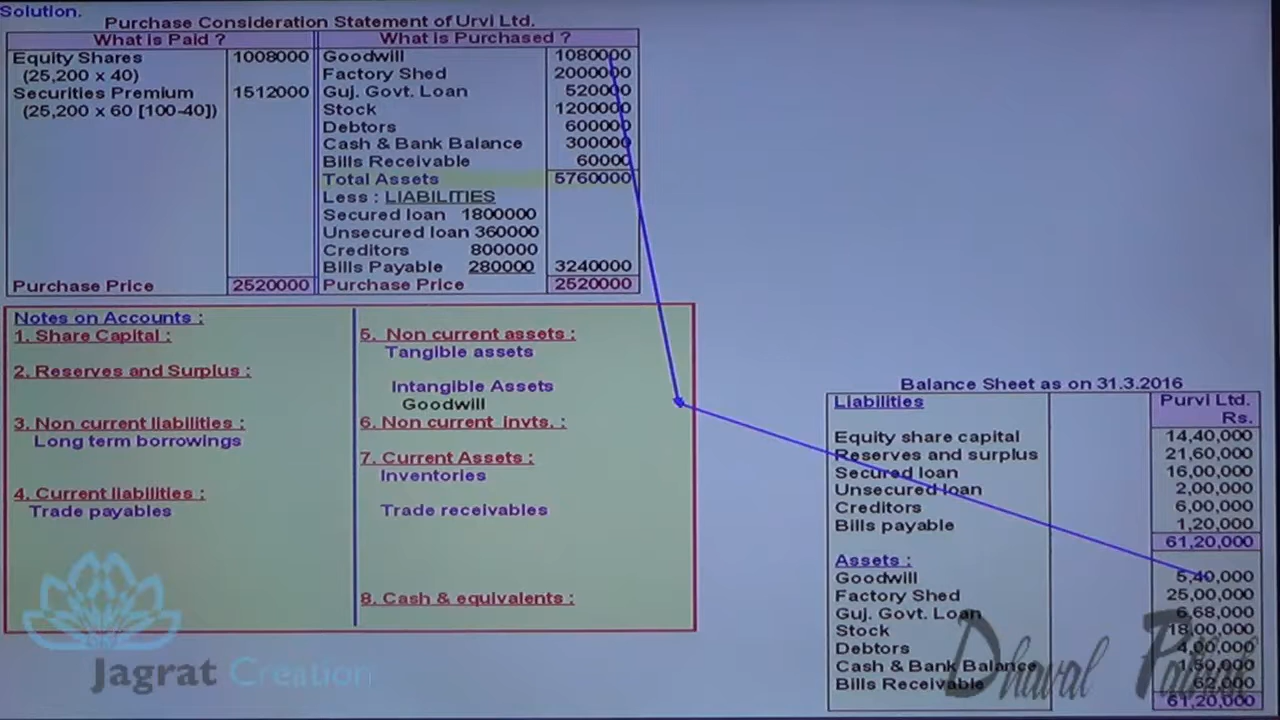 Solution.
Purchase Consideration Statement of Urvi Ltd.
What is Paid ? What is Purchased ?
Equity Shares 1008000 Goodwill 1080000
(25,200 x 40) Factory Shed 2000000
Securities Premium 1512000 Guj. Govt. Loan 520000
(25,200 x 60 [100-40]) Stock 1200000
Debtors 600000
Cash & Bank Balance 300000
Bills Receivable 60000
Total Assets 5760000
Less : LIABILITIES
Secured loan 1800000
Unsecured loan 360000
Creditors 800000
Bills Payable 280000 3240000
Purchase Price 2520000 Purchase Price 2520000
Notes on Accounts :
1. Share Capital :
2. Reserves and Surplus :
3. Non current liabilities :
Long term borrowings
4. Current liabilities :
Trade payables
5. Non current assets :
Tangible assets
Intangible Assets
Goodwill
6. Non current invts. :
7. Current Assets :
Inventories
Trade receivables
8. Cash & equivalents :
Balance Sheet as on 31.3.2016
Liabilities Purvi Ltd.
Rs.
Equity share capital 14,40,000
Reserves and surplus 21,60,000
Secured loan 16,00,000
Unsecured loan 2,00,000
Creditors 6,00,000
Bills payable 1,20,000
61,20,000
Assets :
Goodwill 5,40,000
Factory Shed 25,00,000
Guj. Govt. Loan 6,68,000
Stock 18,00,000
Debtors 4,00,000
Cash & Bank Balance 1,50,000
Bills Receivable 62,000
61,20,000
Jagrat Creation
Dhaval Pathak